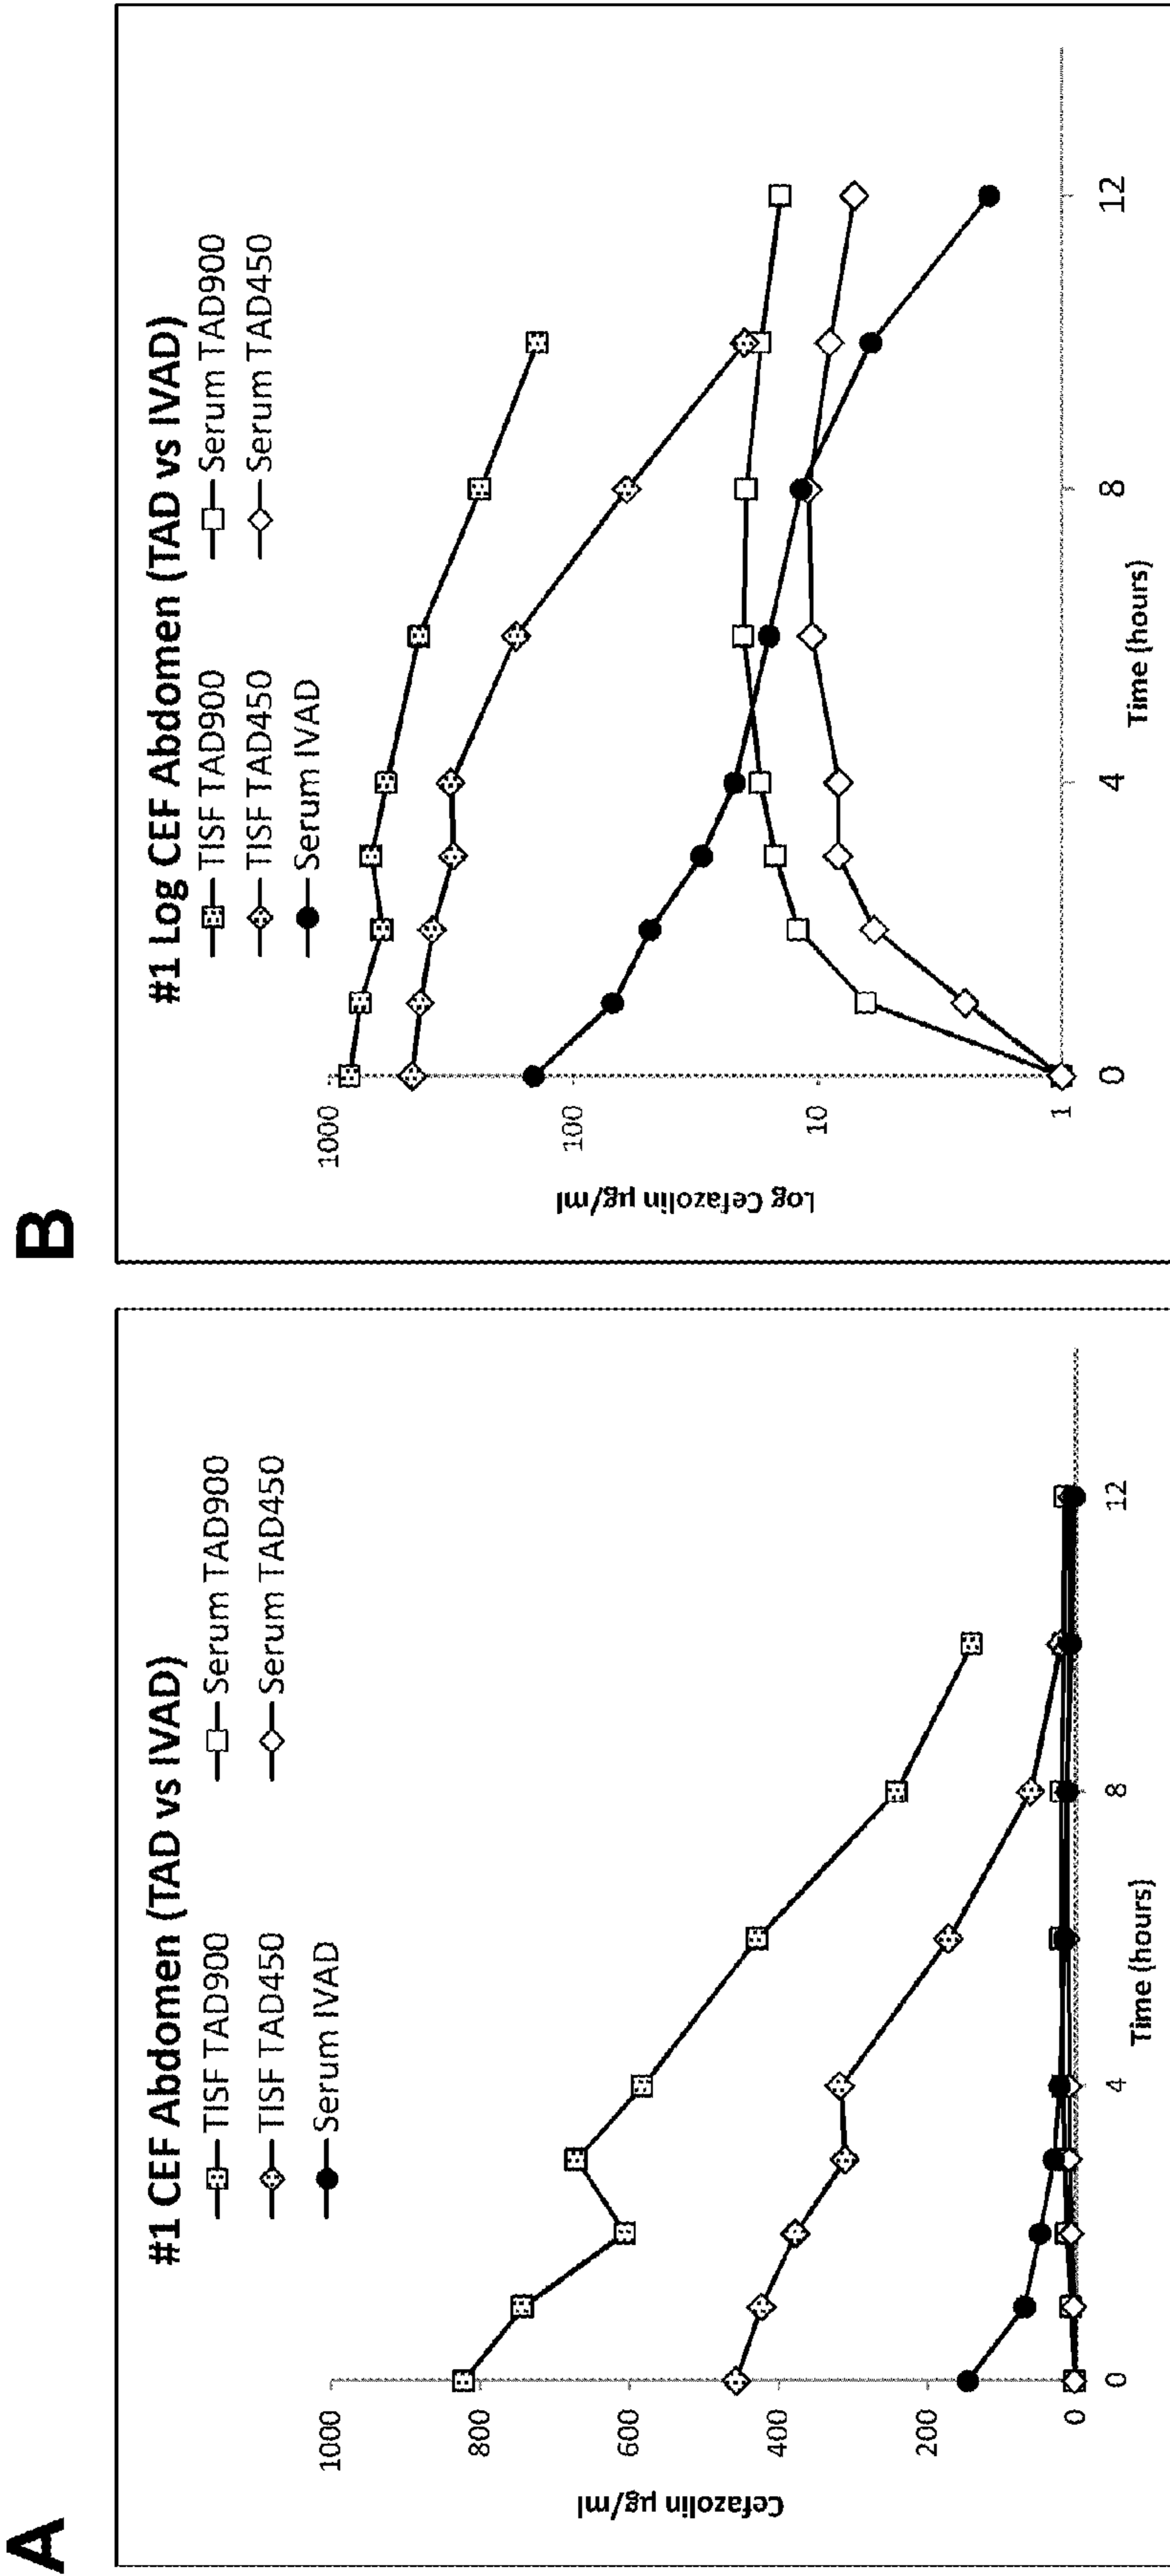 A
#1 CEF Abdomen (TAD vs IVAD)
TISF TAD900
Serum TAD900
TISF TAD450
Serum TAD450
Serum IVAD
1000
800
600
400
200
0
Cefazolin µg/ml
0
4
8
12
Time (hours)
B
#1 Log CEF Abdomen (TAD vs IVAD)
TISF TAD900
Serum TAD900
TISF TAD450
Serum TAD450
Serum IVAD
1000
100
10
1
Log Cefazolin µg/ml
0
4
8
12
Time (hours)